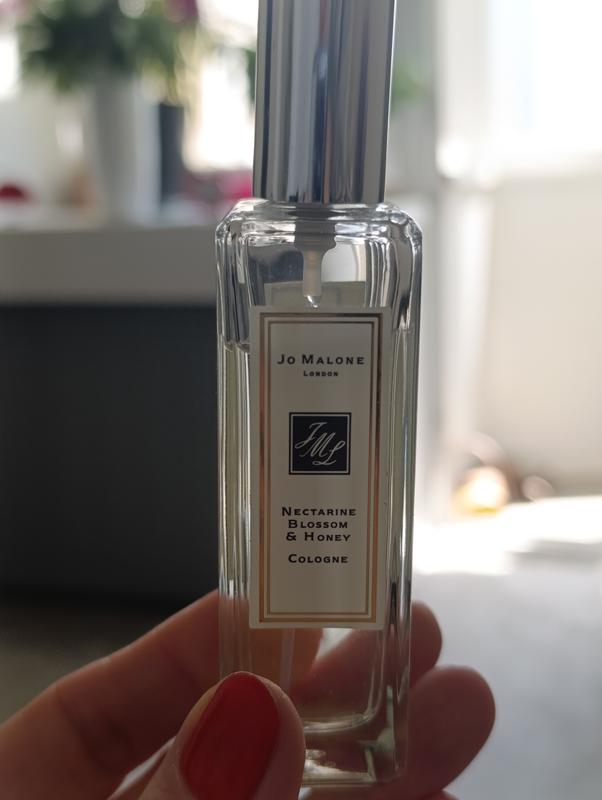 Jo Malone
London
JML
Nectarine
Blossom
& Honey
Cologne